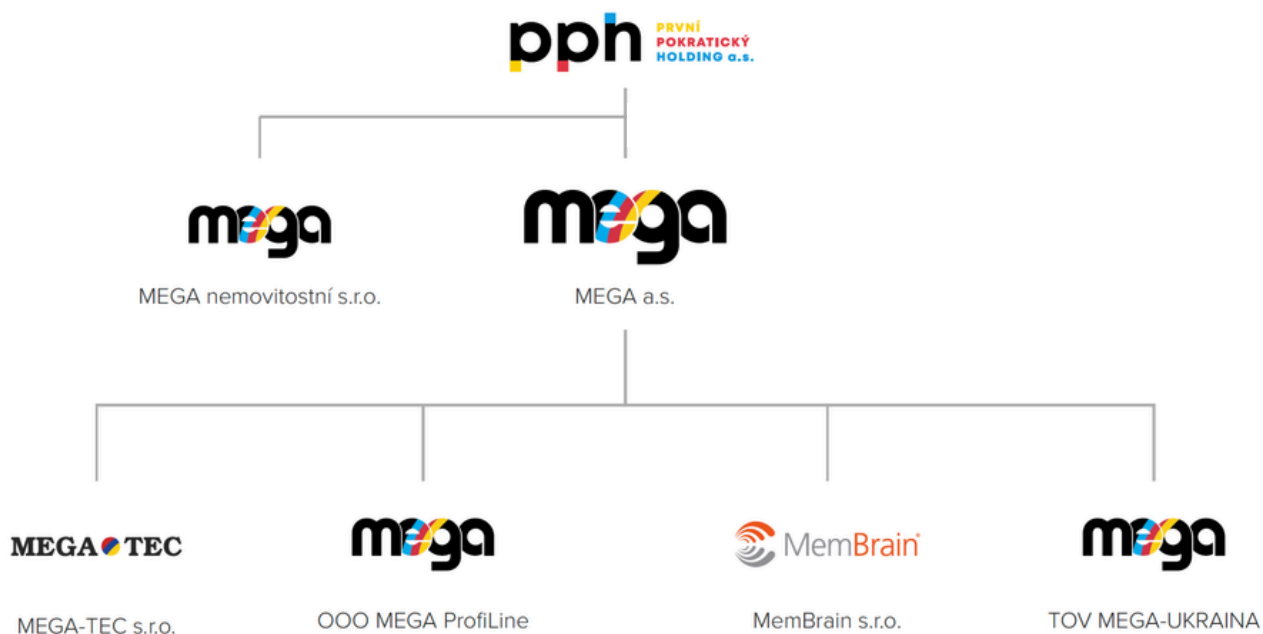 pph PRVNÍ
POKRATICKÝ
HOLDING a.s.
mega
mega
MEGA nemovitostní s.r.o.
MEGA a.s.
MEGA TEC
mega
MemBrain®
mega
MEGA-TEC s.r.o.
OOO MEGA ProfiLine
MemBrain s.r.o.
TOV MEGA-UKRAINA